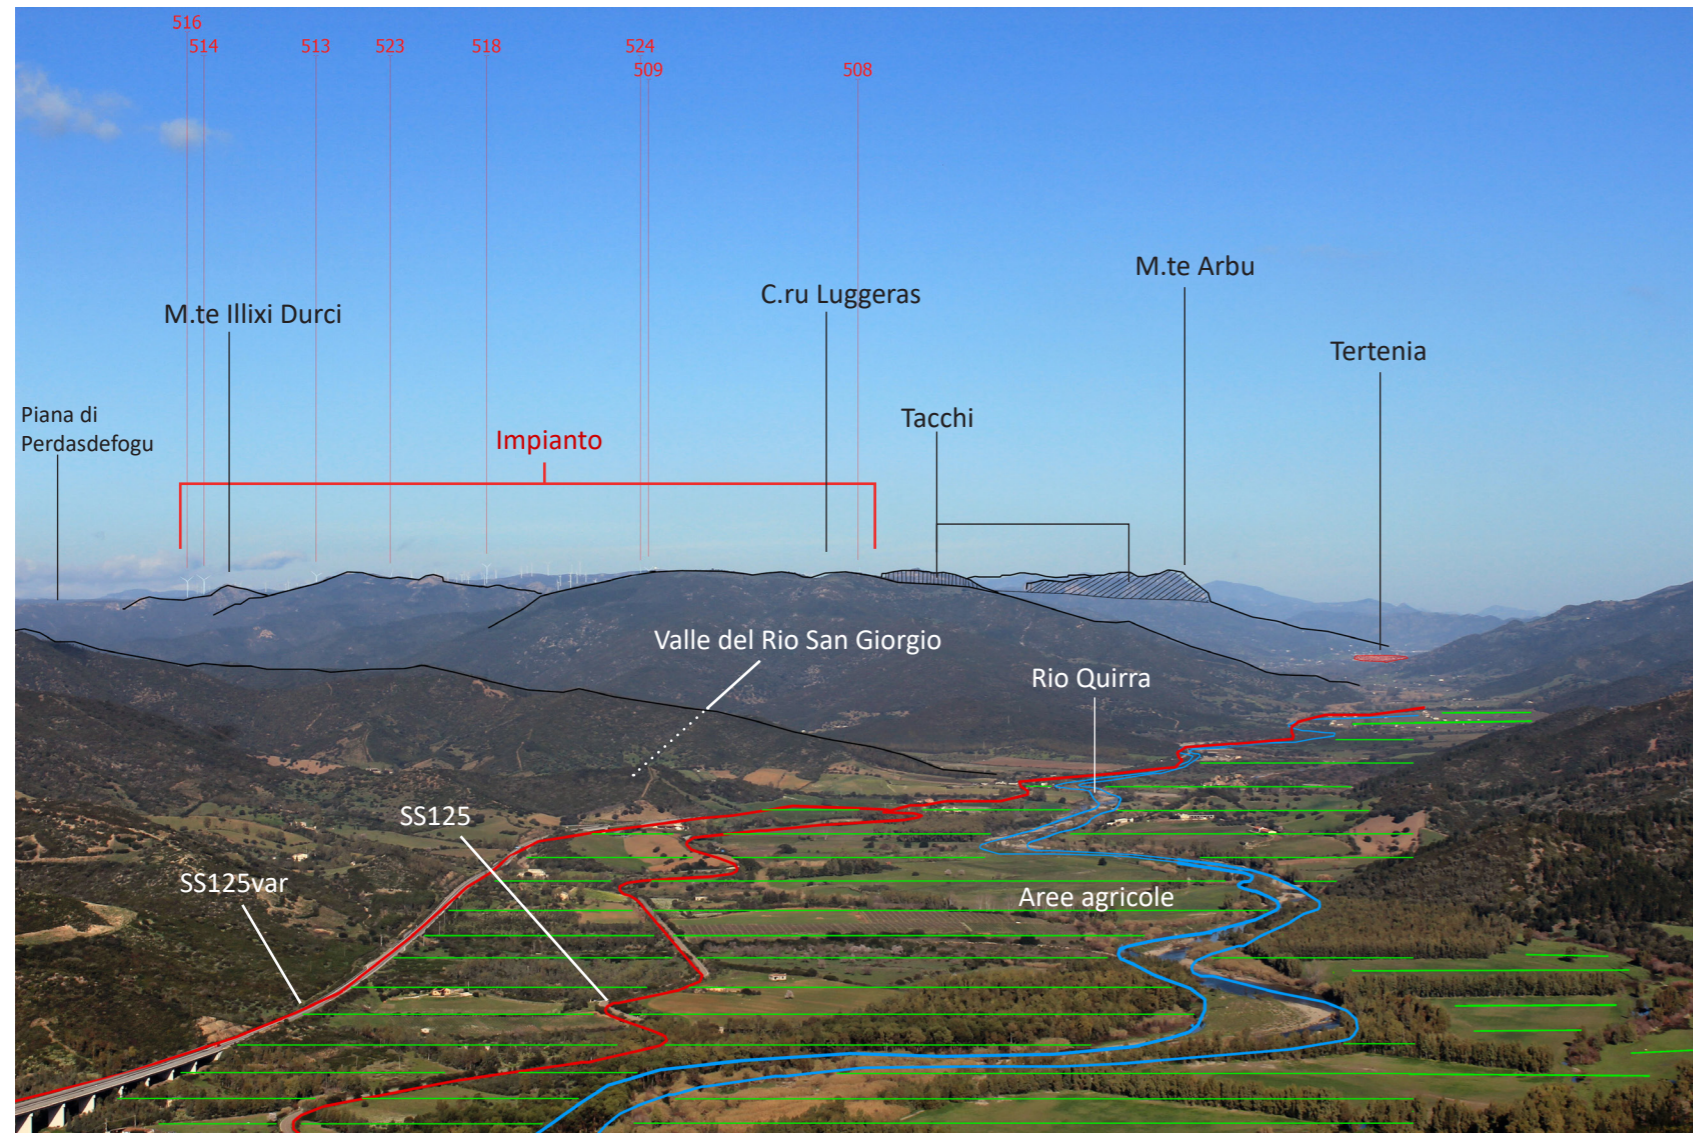 516
514
513
523
518
524
509
508
M.te Arbu
C.ru Luggeras
M.te Illixi Durci
Tertenia
Piana di
Perdasdefogu
Tacchi
Impianto
Valle del Rio San Giorgio
Rio Quirra
SS125
SS125var
Aree agricole